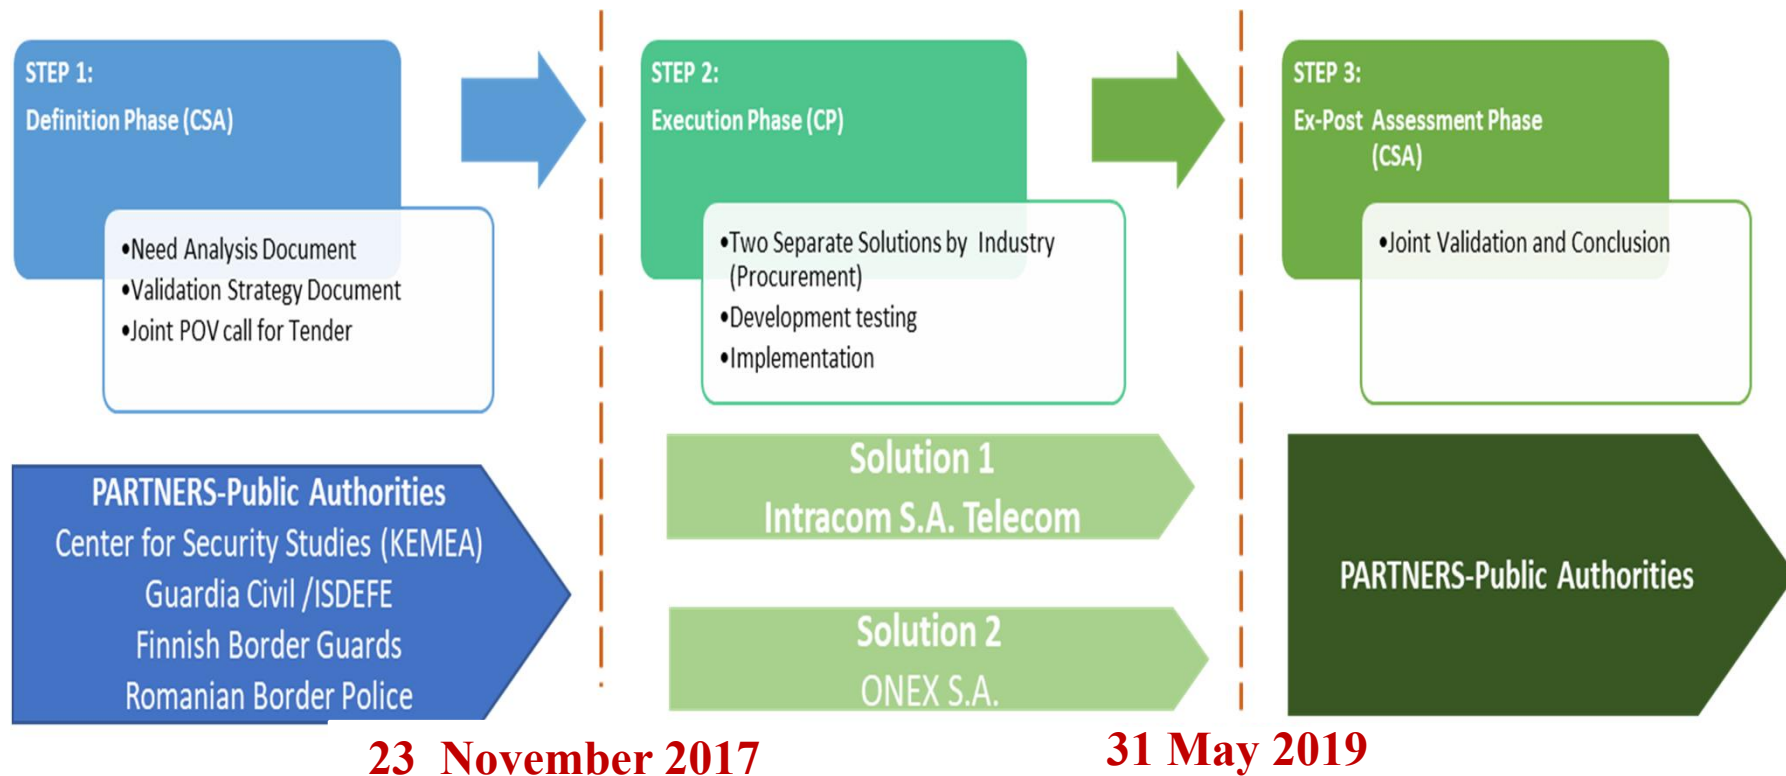 STEP 1:
Definition Phase (CSA)
•Need Analysis Document
•Validation Strategy Document
•Joint POV call for Tender
PARTNERS-Public Authorities
Center for Security Studies (KEMEA)
Guardia Civil /ISDEFE
Finnish Border Guards
Romanian Border Police
STEP 2:
Execution Phase (CP)
•Two Separate Solutions by Industry
(Procurement)
•Development testing
•Implementation
Solution 1
Intracom S.A. Telecom
Solution 2
ONEX S.A.
STEP 3:
Ex-Post Assessment Phase
(CSA)
•Joint Validation and Conclusion
PARTNERS-Public Authorities
23 November 2017
31 May 2019